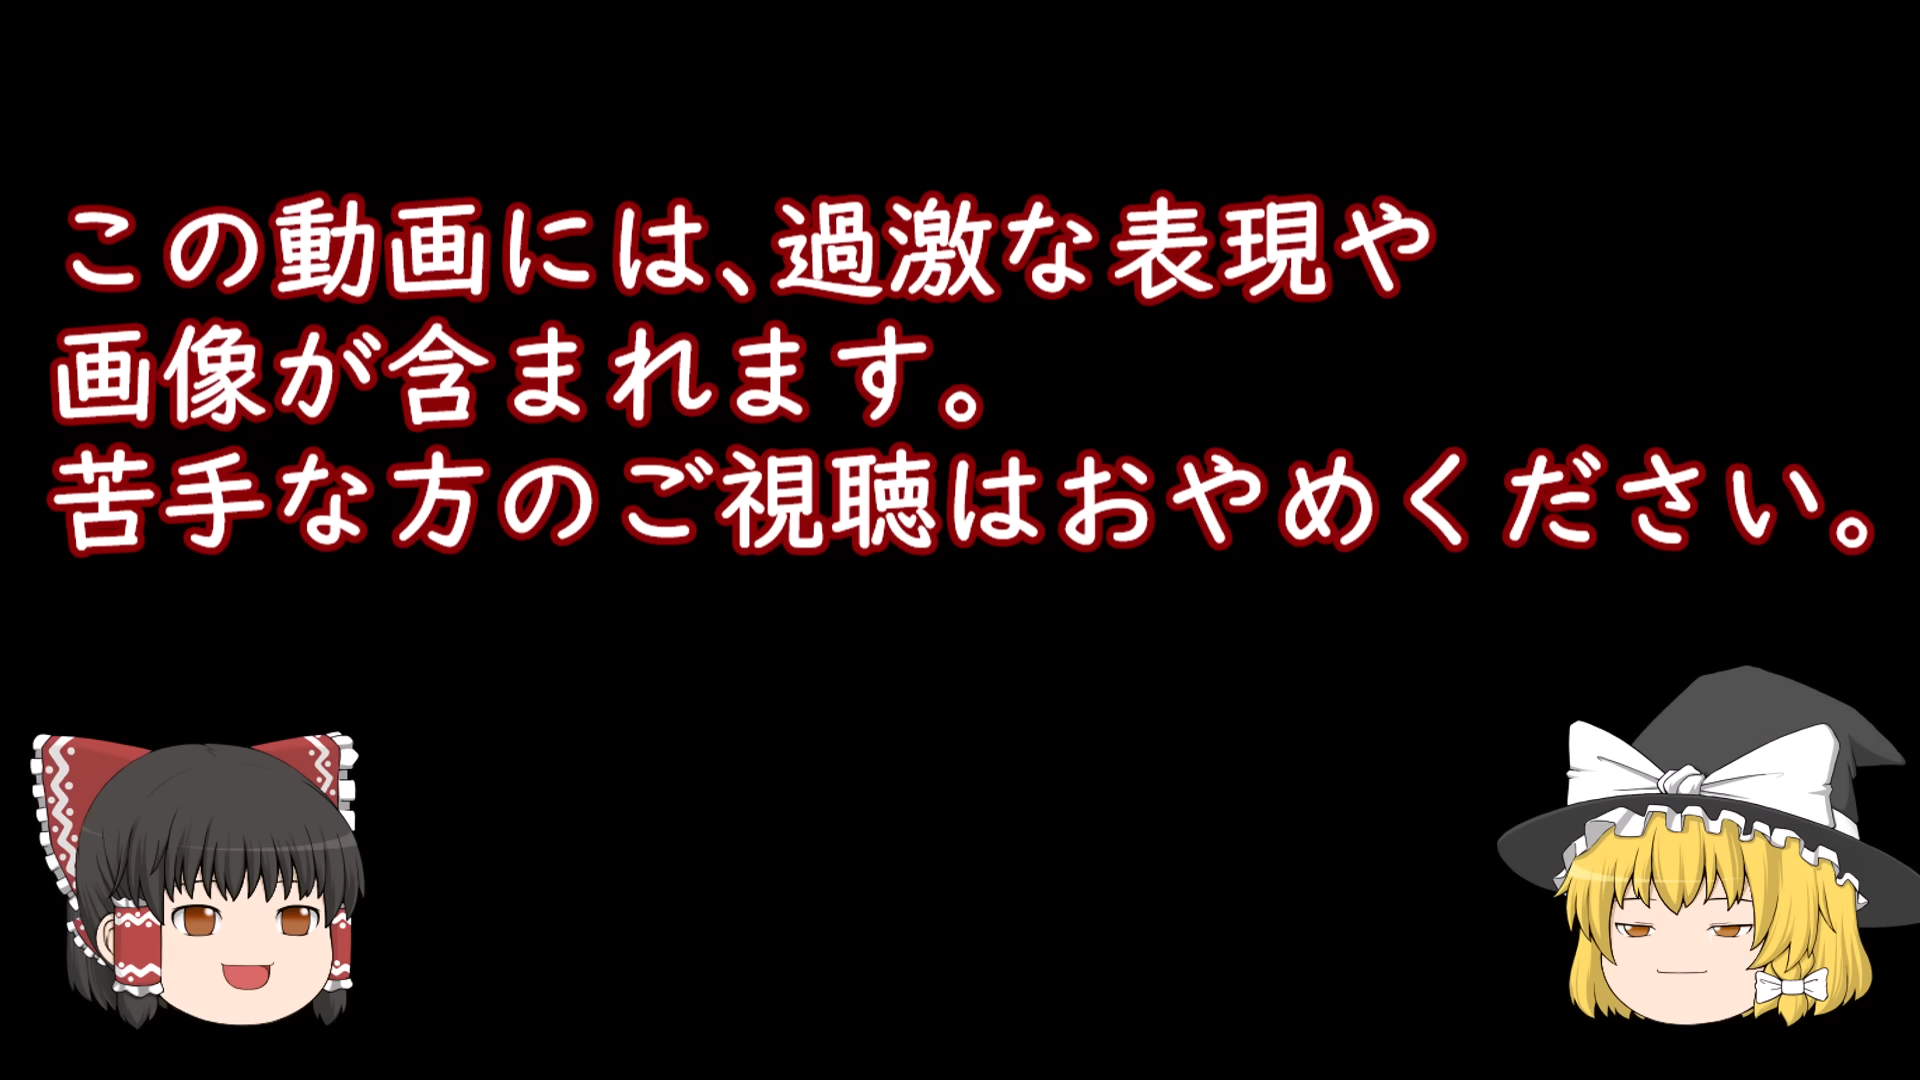 この動画には、過激な表現や
画像が含まれます。
苦手な方のご視聴はおやめください。